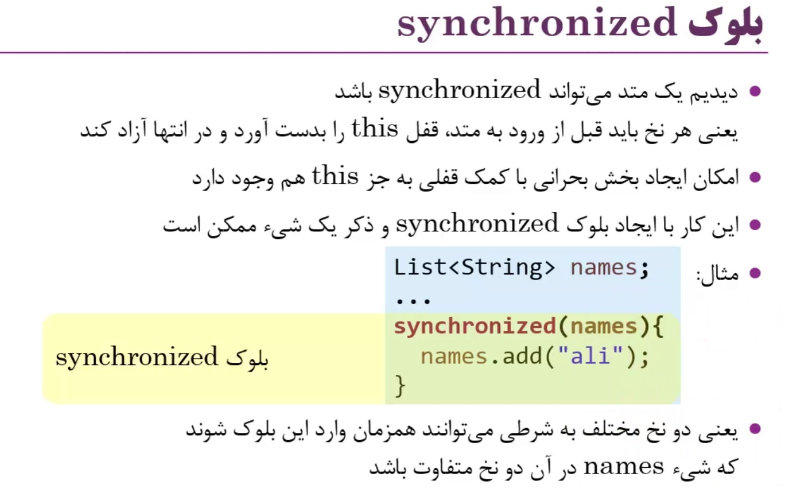 بلوک synchronized
• دیدیم یک متد می‌تواند synchronized باشد
یعنی هر نخ باید قبل از ورود به متد، قفل this را بدست آورد و در انتها آزاد کند
• امکان ایجاد بخش بحرانی با کمک قفلی به جز this هم وجود دارد
• این کار با ایجاد بلوک synchronized و ذکر یک شیء ممکن است
• مثال:
List<String> names;
...
synchronized(names){
names.add("ali");
}
بلوک synchronized
• یعنی دو نخ مختلف به شرطی می‌توانند همزمان وارد این بلوک شوند
که شیء names در آن دو نخ متفاوت باشد